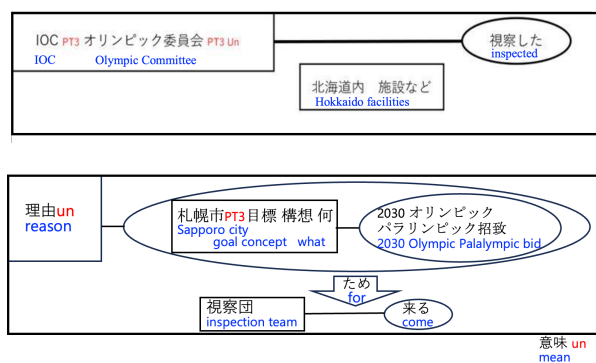 IOC PT3 オリンピック委員会 PT3 Un
IOC Olympic Committee
視察した
inspected
北海道内 施設など
Hokkaido facilities
理由un
reason
札幌市PT3目標 構想 何
Sapporo city
goal concept what
2030 オリンピック
パラリンピック招致
2030 Olympic Palalympic bid
ため
for
視察団
inspection team
来る
come
意味 un
mean